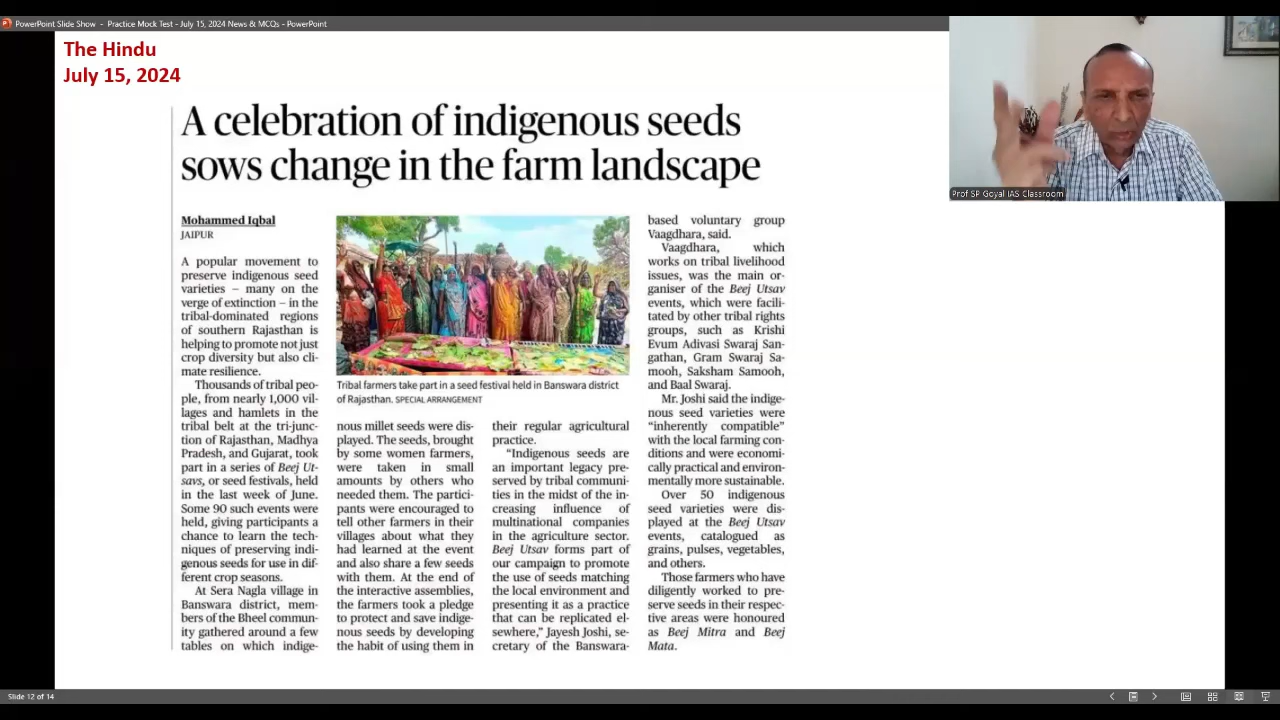 PowerPoint Slide Show - Practice Mock Test - July 15, 2024 News & MCQs - PowerPoint
The Hindu
July 15, 2024
Prof SP Goyal IAS Classroom
A celebration of indigenous seeds
sows change in the farm landscape
Mohammed Iqbal
JAIPUR
A popular movement to
preserve indigenous seed
varieties – many on the
verge of extinction – in the
tribal-dominated regions
of southern Rajasthan is
helping to promote not just
crop diversity but also cli-
mate resilience.
Thousands of tribal peo-
ple, from nearly 1,000 vil-
lages and hamlets in the
tribal belt at the tri-junc-
tion of Rajasthan, Madhya
Pradesh, and Gujarat, took
part in a series of Beej Ut-
savs, or seed festivals, held
in the last week of June.
Some 90 such events were
held, giving participants a
chance to learn the tech-
niques of preserving indi-
genous seeds for use in dif-
ferent crop seasons.
At Sera Nagla village in
Banswara district, mem-
bers of the Bheel commun-
ity gathered around a few
tables on which indige-
Tribal farmers take part in a seed festival held in Banswara district
of Rajasthan. SPECIAL ARRANGEMENT
nous millet seeds were dis-
played. The seeds, brought
by some women farmers,
were taken in small
amounts by others who
needed them. The partici-
pants were encouraged to
tell other farmers in their
villages about what they
had learned at the event
and also share a few seeds
with them. At the end of
the interactive assemblies,
the farmers took a pledge
to protect and save indige-
nous seeds by developing
the habit of using them in
their regular agricultural
practice.
“Indigenous seeds are
an important legacy pre-
served by tribal communi-
ties in the midst of the in-
creasing influence of
multinational companies
in the agriculture sector.
Beej Utsav forms part of
our campaign to promote
the use of seeds matching
the local environment and
presenting it as a practice
that can be replicated el-
sewhere,” Jayesh Joshi, se-
cretary of the Banswara-
based voluntary group
Vaagdhara, said.
Vaagdhara, which
works on tribal livelihood
issues, was the main or-
ganiser of the Beej Utsav
events, which were facili-
tated by other tribal rights
groups, such as Krishi
Evum Adivasi Swaraj San-
gathan, Gram Swaraj Sa-
mooh, Saksham Samooh,
and Baal Swaraj.
Mr. Joshi said the indige-
nous seed varieties were
“inherently compatible”
with the local farming con-
ditions and were economi-
cally practical and environ-
mentally more sustainable.
Over 50 indigenous
seed varieties were dis-
played at the Beej Utsav
events, catalogued as
grains, pulses, vegetables,
and others.
Those farmers who have
diligently worked to pre-
serve seeds in their respec-
tive areas were honoured
as Beej Mitra and Beej
Mata.
Slide 12 of 14